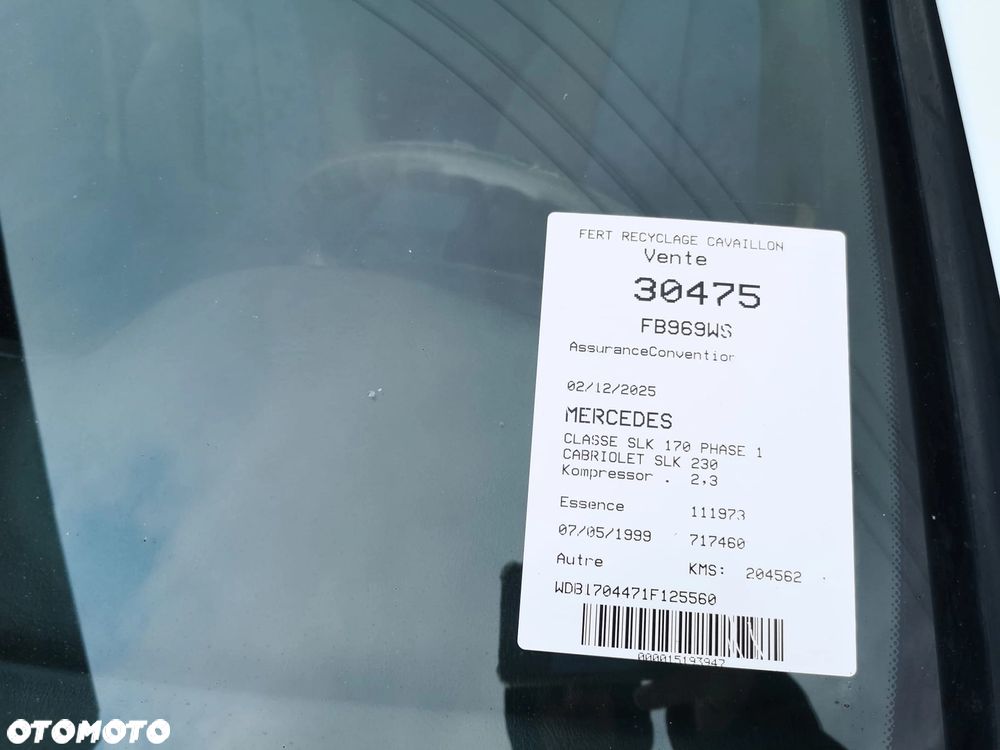 FERT RECYCLAGE CAVAILLON
Vente
30475
FB969WS
AssuranceConvention
02/12/2025
MERCEDES
CLASSE SLK 170 PHASE 1
CABRIOLET SLK 230
Kompressor . 2,3
Essence 111973
07/05/1999 717460
Autre KMS: 204562
WDB1704471F125560
000015193947
OTOMOTO